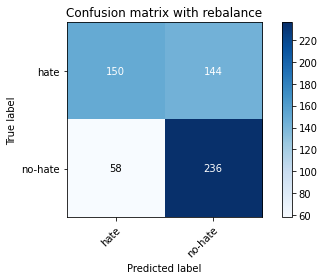 Confusion matrix with rebalance
True label
hate
no-hate
150
144
58
236
hate
no-hate
Predicted label
220
200
180
160
140
120
100
80
60